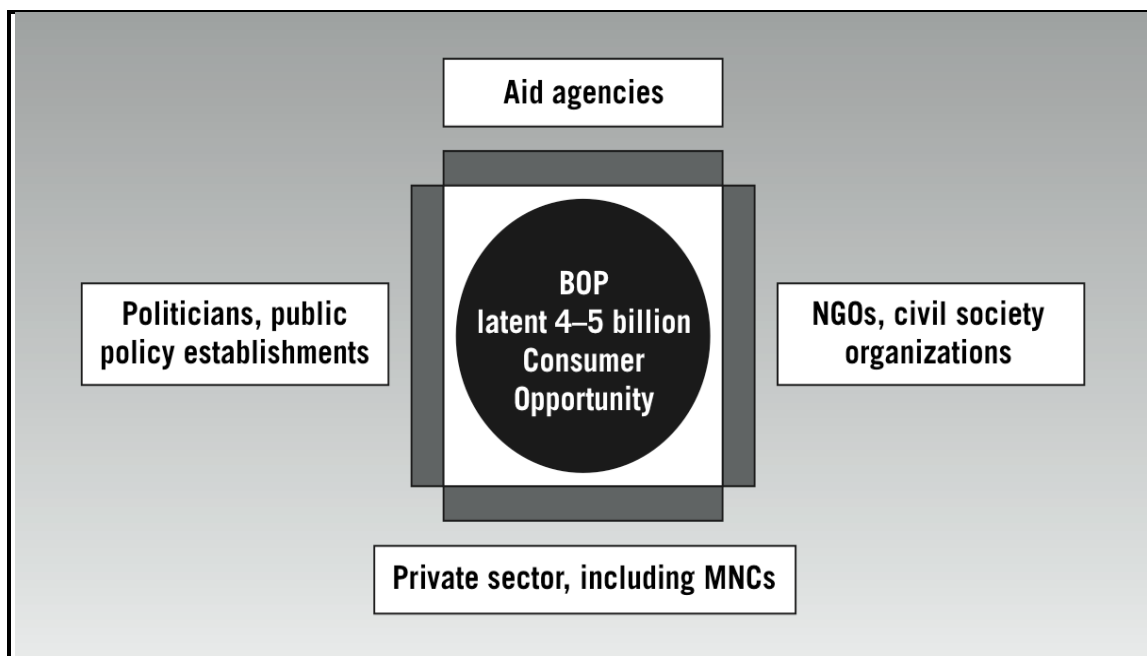 Aid agencies
Politicians, public
policy establishments
BOP
latent 4–5 billion
Consumer
Opportunity
NGOs, civil society
organizations
Private sector, including MNCs